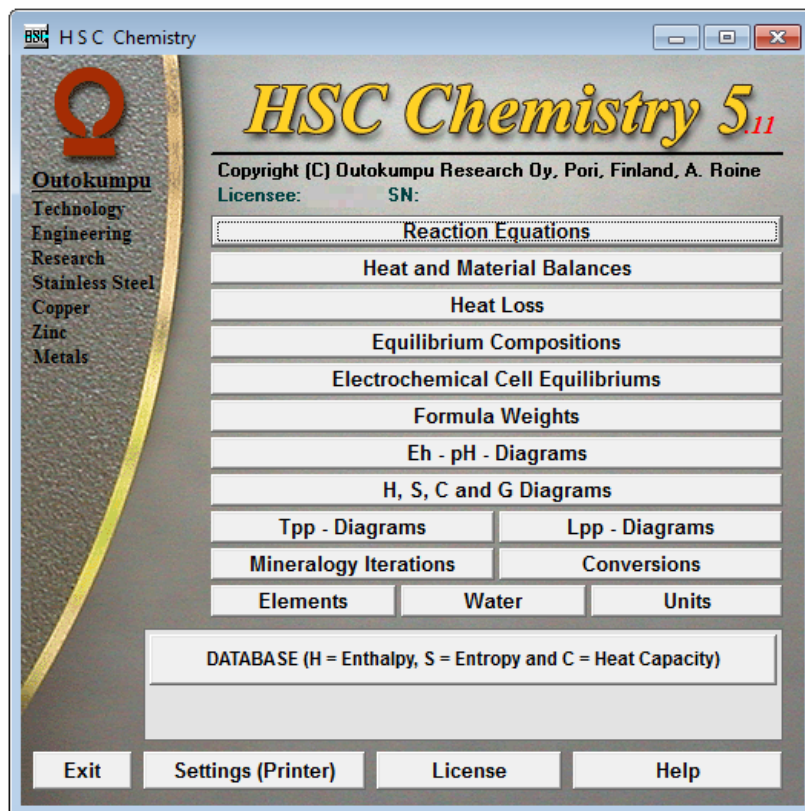 H S C Chemistry
HSC Chemistry 5.11
Copyright (C) Outokumpu Research Oy, Pori, Finland, A. Roine
Licensee: SN:
Outokumpu
Technology
Engineering
Research
Stainless Steel
Copper
Zinc
Metals
Reaction Equations
Heat and Material Balances
Heat Loss
Equilibrium Compositions
Electrochemical Cell Equilibriums
Formula Weights
Eh - pH - Diagrams
H, S, C and G Diagrams
Tpp - Diagrams Lpp - Diagrams
Mineralogy Iterations Conversions
Elements Water Units
DATABASE (H = Enthalpy, S = Entropy and C = Heat Capacity)
Exit Settings (Printer) License Help